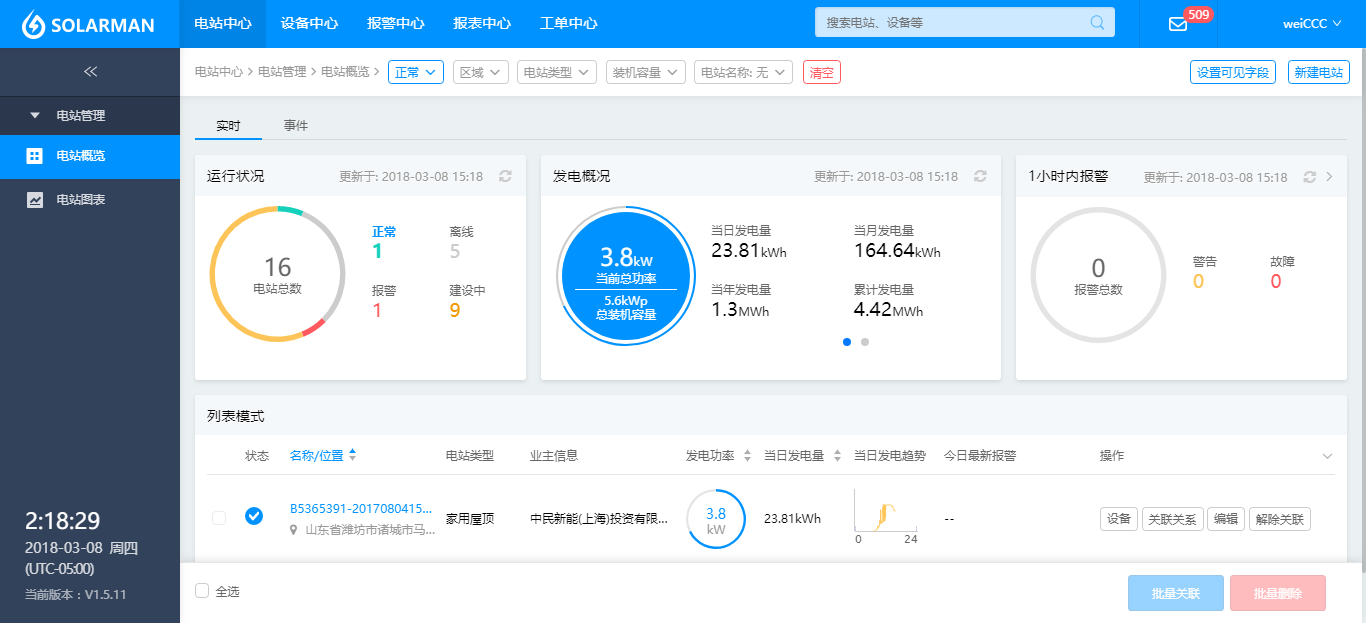 SOLARMAN 电站中心 设备中心 报警中心 报表中心 工单中心 搜索电站、设备等 509 weiCCC
电站中心 > 电站管理 > 电站概览 > 正常 区域 电站类型 装机容量 电站名称: 无 清空 设置可见字段 新建电站
电站管理
电站概览
电站图表
实时 事件
运行状况 更新于: 2018-03-08 15:18
16
电站总数
正常
1
离线
5
报警
1
建设中
9
发电概况 更新于: 2018-03-08 15:18
3.8kW
当前总功率
5.6kWp
总装机容量
当日发电量
23.81kWh
当月发电量
164.64kWh
当年发电量
1.3MWh
累计发电量
4.42MWh
1小时内报警 更新于: 2018-03-08 15:18
0
报警总数
警告
0
故障
0
列表模式
状态 名称/位置 电站类型 业主信息 发电功率 当日发电量 当日发电趋势 今日最新报警 操作
B5365391-2017080415...
山东省潍坊市诸城市马...
家用屋顶
中民新能(上海)投资有限...
3.8
kW
23.81kWh
0 24
--
设备 关联关系 编辑 解除关联
2:18:29
2018-03-08 周四
(UTC-05:00)
当前版本：V1.5.11
全选
批量关联 批量删除